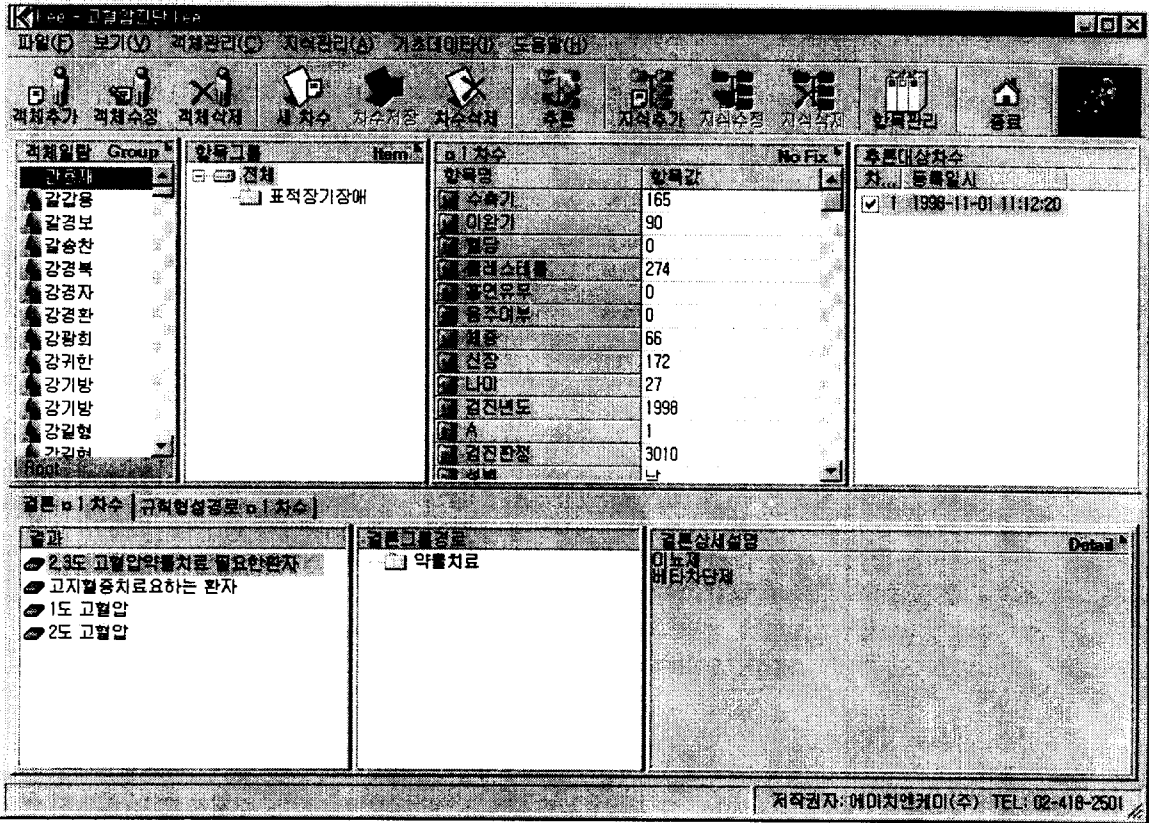 Lee - 고혈압진단 Lee
파일(F) 보기(V) 객체관리(C) 지식관리(A) 기초데이타(I) 도움말(H)
객체추가 객체수정 객체삭제 새 차수 차수저장 차수삭제 추론 지식추가 지식수정 지식삭제 항목관리 종료
객체일람 Group
갈갑용
갈경보
갈승찬
강경복
강경자
강경환
강광희
강귀한
강기방
강기방
강길형
강길형
Root
항목그룹 Item
전체
표적장기장애
1 차수 No Fix
항목명 항목값
수축기 165
이완기 90
혈당 0
콜레스테롤 274
흡연유무 0
음주여부 0
체중 66
신장 172
나이 27
검진년도 1998
A 1
검진판정 3010
성별 남
추론대상차수
차... 등록일시
1 1998-11-01 11:12:20
결론 1 차수 규칙형성경로 1 차수
결과
2,3도 고혈압약물치료 필요한환자
고지혈증치료요하는 환자
1도 고혈압
2도 고혈압
결론그룹경로
약물치료
결론상세설명 Detail
이뇨제
베타차단제
저작권자: 에이치엔케이(주) TEL: 02-418-2501